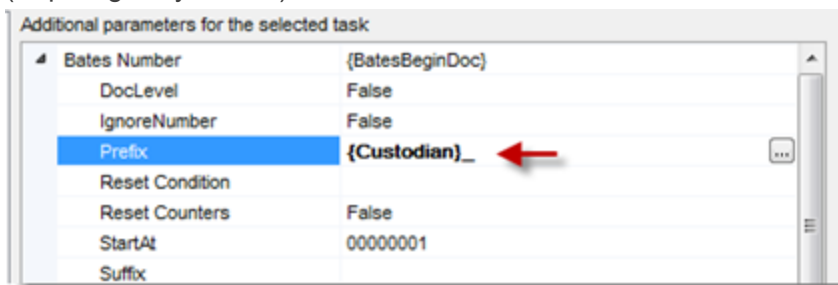 Additional parameters for the selected task
Bates Number {BatesBeginDoc}
DocLevel False
IgnoreNumber False
Prefix {Custodian}_ ...
Reset Condition
Reset Counters False
StartAt 00000001
Suffix